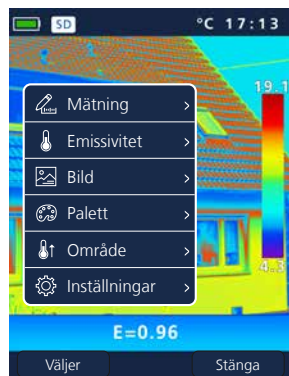 SD °C 17:13
19.1
Mätning
Emissivitet
Bild
Palett
Område
Inställningar
4.3
E=0.96
Väljer Stänga